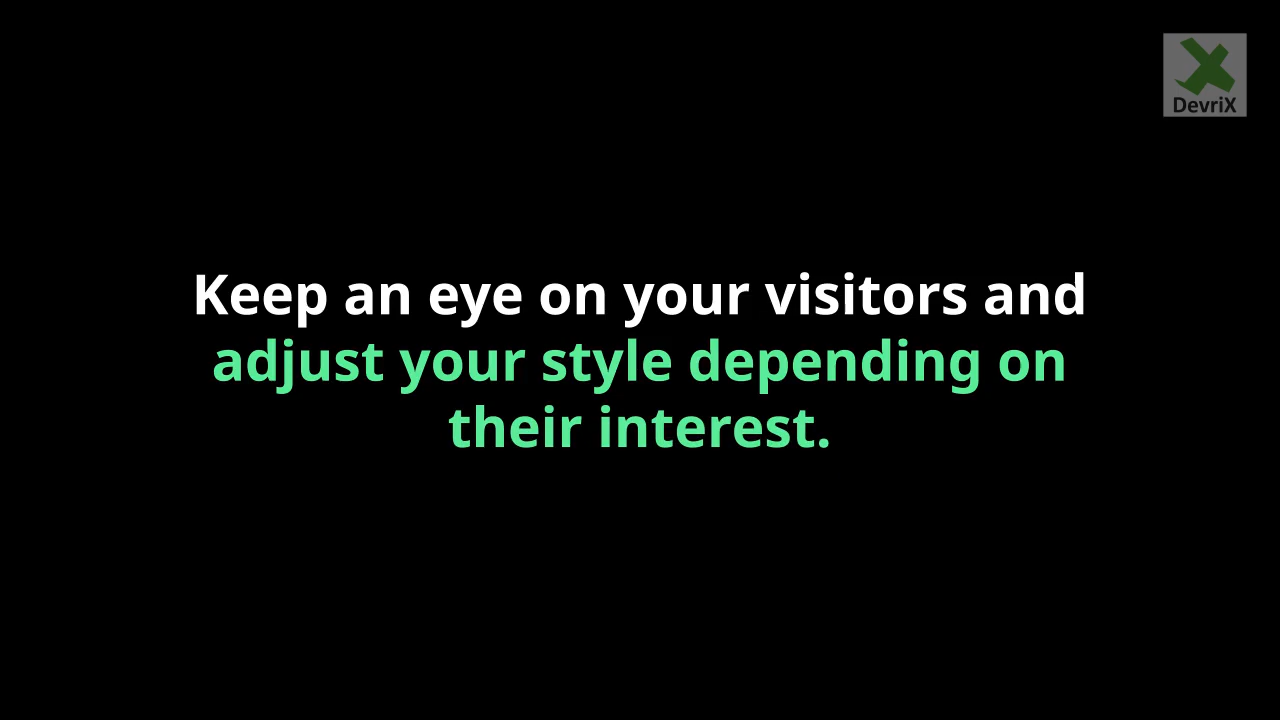 DevriX
Keep an eye on your visitors and
adjust your style depending on
their interest.